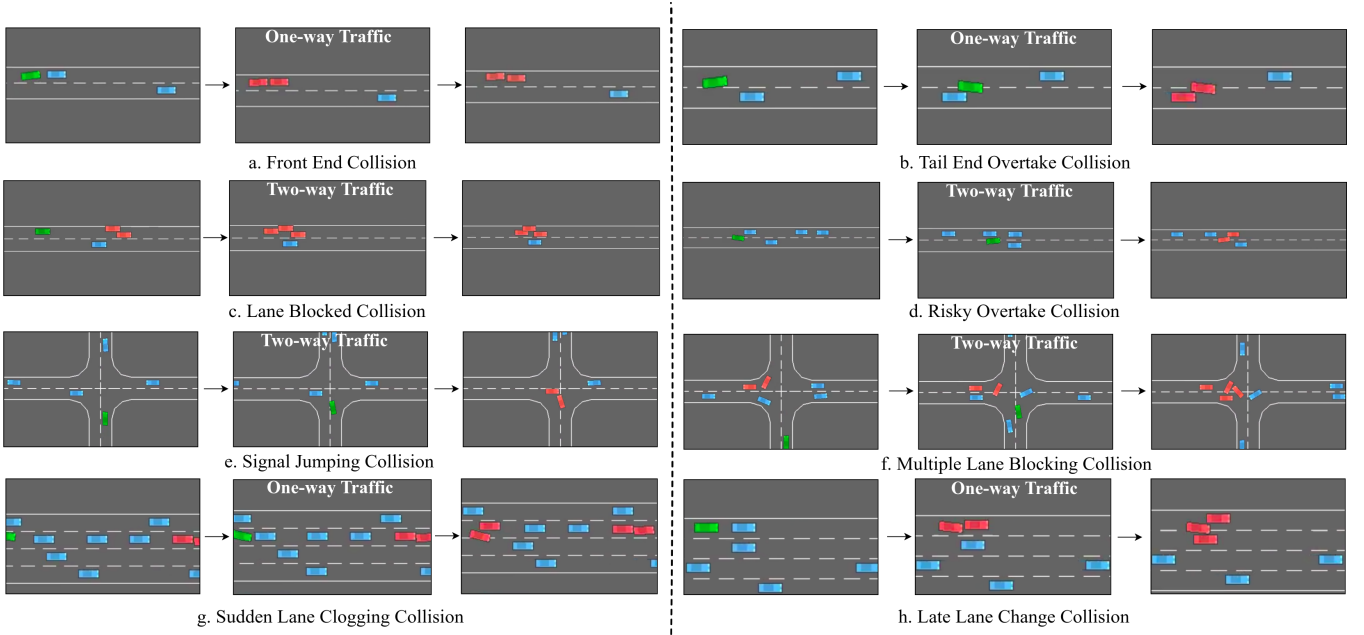 One-way Traffic
a. Front End Collision
One-way Traffic
b. Tail End Overtake Collision
Two-way Traffic
c. Lane Blocked Collision
Two-way Traffic
d. Risky Overtake Collision
Two-way Traffic
e. Signal Jumping Collision
Two-way Traffic
f. Multiple Lane Blocking Collision
One-way Traffic
g. Sudden Lane Clogging Collision
One-way Traffic
h. Late Lane Change Collision